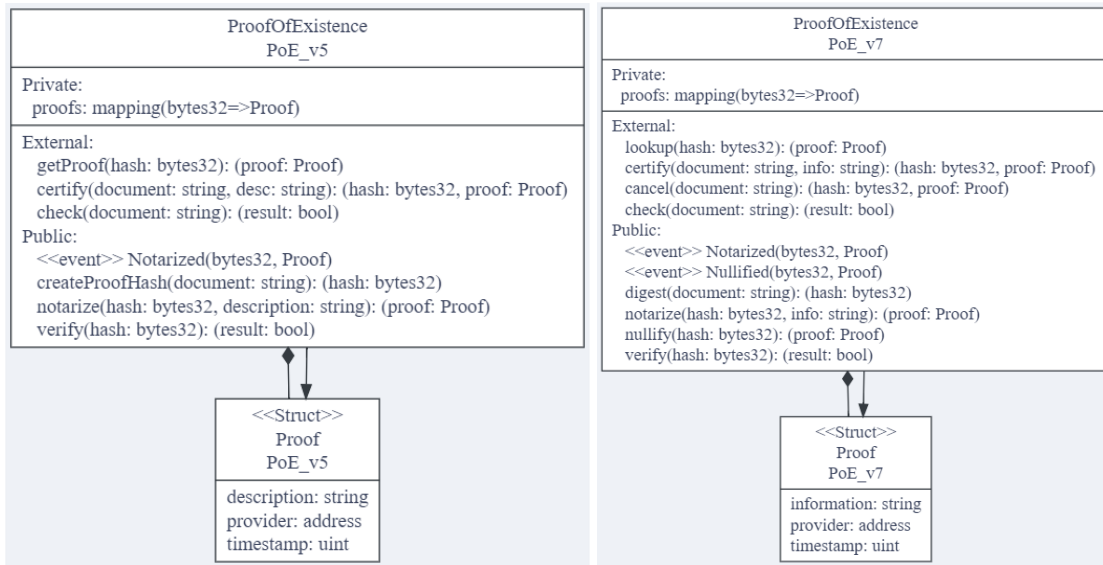 ProofOfExistence
PoE_v5
Private:
proofs: mapping(bytes32=>Proof)
External:
getProof(hash: bytes32): (proof: Proof)
certify(document: string, desc: string): (hash: bytes32, proof: Proof)
check(document: string): (result: bool)
Public:
<<event>> Notarized(bytes32, Proof)
createProofHash(document: string): (hash: bytes32)
notarize(hash: bytes32, description: string): (proof: Proof)
verify(hash: bytes32): (result: bool)
<<Struct>>
Proof
PoE_v5
description: string
provider: address
timestamp: uint
ProofOfExistence
PoE_v7
Private:
proofs: mapping(bytes32=>Proof)
External:
lookup(hash: bytes32): (proof: Proof)
certify(document: string, info: string): (hash: bytes32, proof: Proof)
cancel(document: string): (hash: bytes32, proof: Proof)
check(document: string): (result: bool)
Public:
<<event>> Notarized(bytes32, Proof)
<<event>> Nullified(bytes32, Proof)
digest(document: string): (hash: bytes32)
notarize(hash: bytes32, info: string): (proof: Proof)
nullify(hash: bytes32): (proof: Proof)
verify(hash: bytes32): (result: bool)
<<Struct>>
Proof
PoE_v7
information: string
provider: address
timestamp: uint